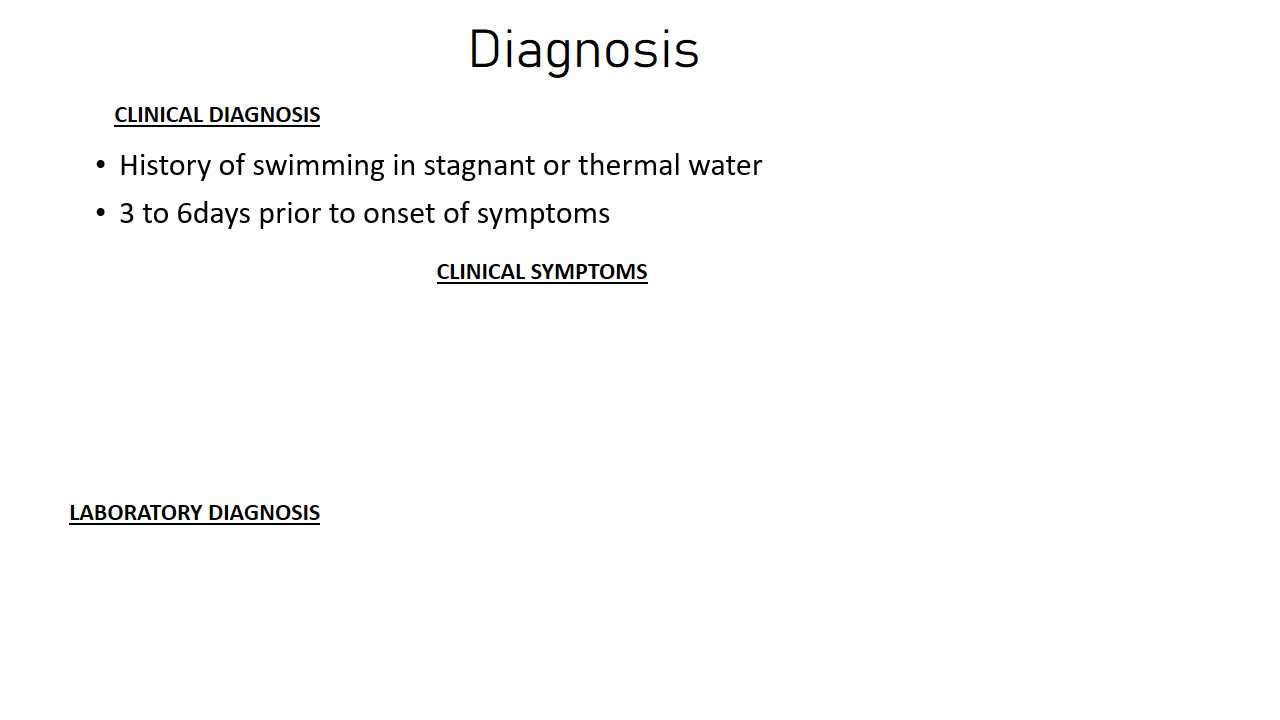 Diagnosis
CLINICAL DIAGNOSIS
• History of swimming in stagnant or thermal water
• 3 to 6days prior to onset of symptoms
CLINICAL SYMPTOMS
LABORATORY DIAGNOSIS